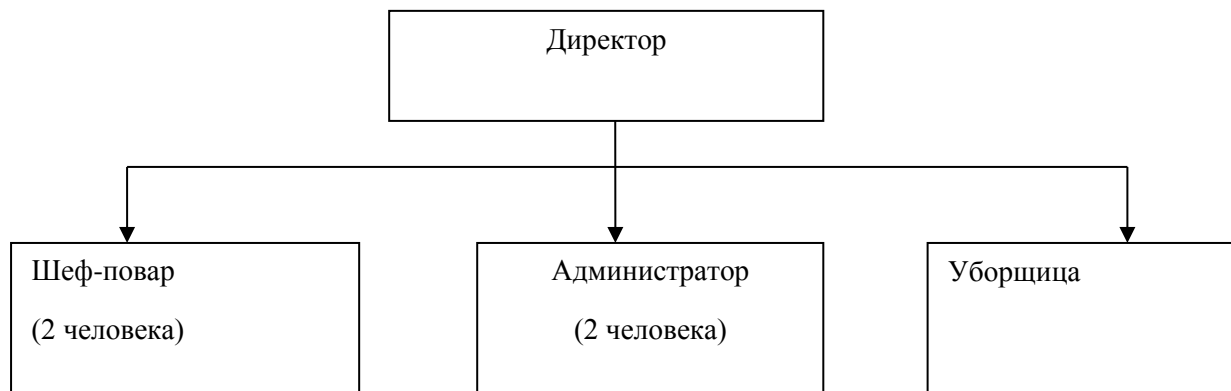 Директор
Шеф-повар
(2 человека)
Администратор
(2 человека)
Уборщица